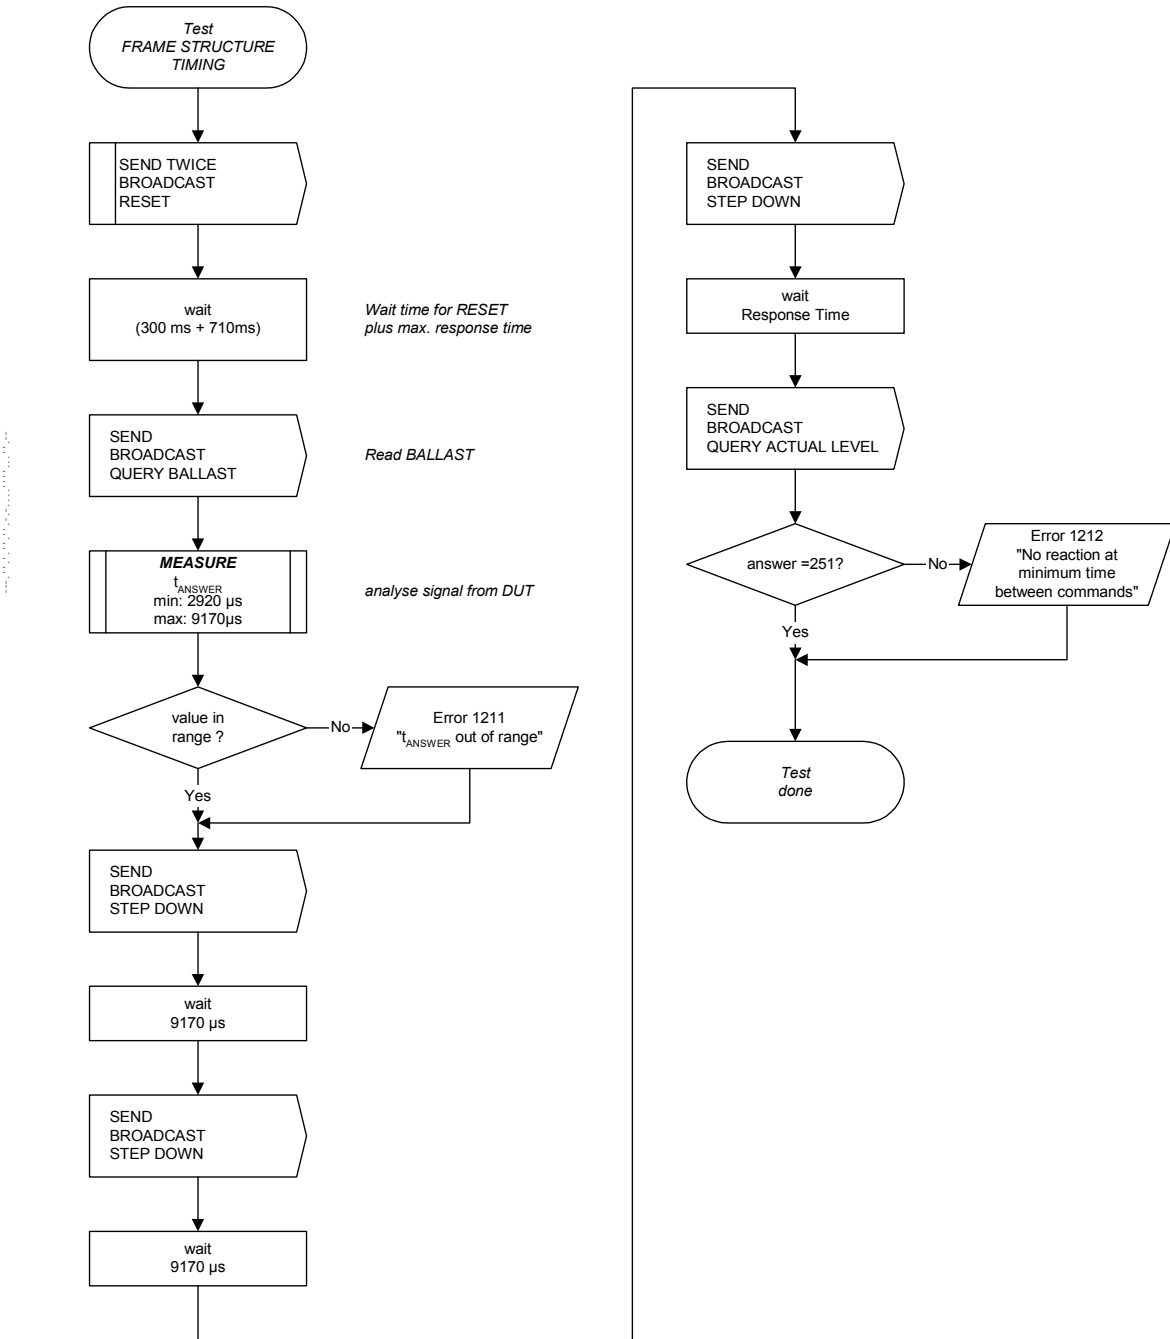 Test
FRAME STRUCTURE
TIMING
SEND TWICE
BROADCAST
RESET
wait
(300 ms + 710ms)
Wait time for RESET
plus max. response time
SEND
BROADCAST
QUERY BALLAST
Read BALLAST
MEASURE
tANSWER
min: 2920 µs
max: 9170µs
analyse signal from DUT
value in
range ?
No
Error 1211
"tANSWER out of range"
Yes
SEND
BROADCAST
STEP DOWN
wait
9170 µs
SEND
BROADCAST
STEP DOWN
wait
9170 µs
SEND
BROADCAST
STEP DOWN
wait
Response Time
SEND
BROADCAST
QUERY ACTUAL LEVEL
answer =251?
No
Error 1212
"No reaction at
minimum time
between commands"
Yes
Test
done